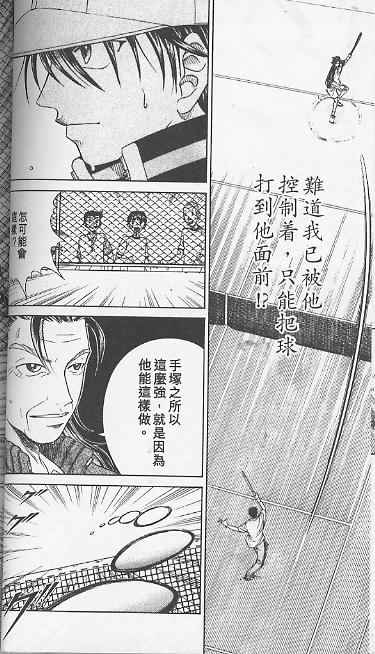 難道我已被他
控制着，只能把球
打到他面前!?
怎可能會
這樣!?
手塚之所以
這麼強，就是因為
他能這樣做。